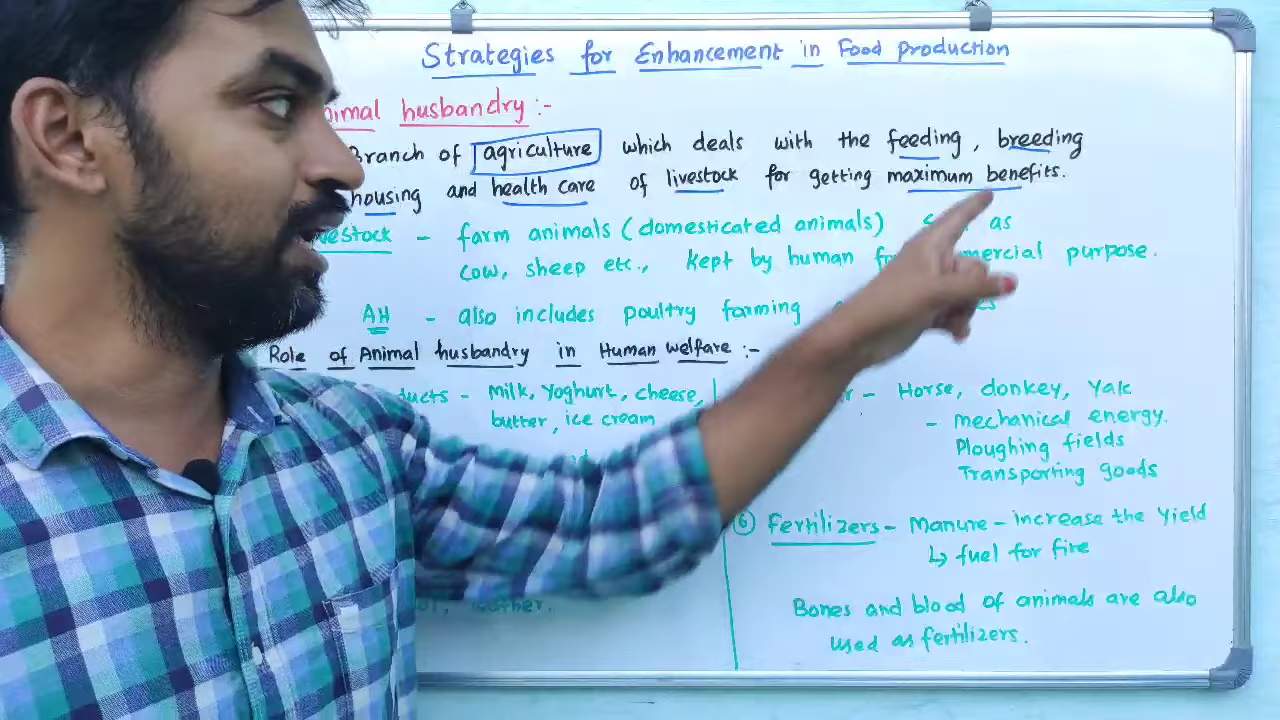 Strategies for Enhancement in Food production
husbandry :-
Branch of agriculture which deals with the feeding, breeding
housing and health care of livestock for getting maximum benefits.
– farm animals (domesticated animals) as
cow, sheep etc., kept by human purpose.
AH – also includes poultry farming
Role of Animal husbandry in Human welfare :-
– Milk, Yoghurt, cheese,
butter, ice cream
– Horse, donkey, Yak
– mechanical energy.
Ploughing fields
Transporting goods
⑥ Fertilizers – Manure – increase the Yield
↳ fuel for fire
Bones and blood of animals are also
used as fertilizers.